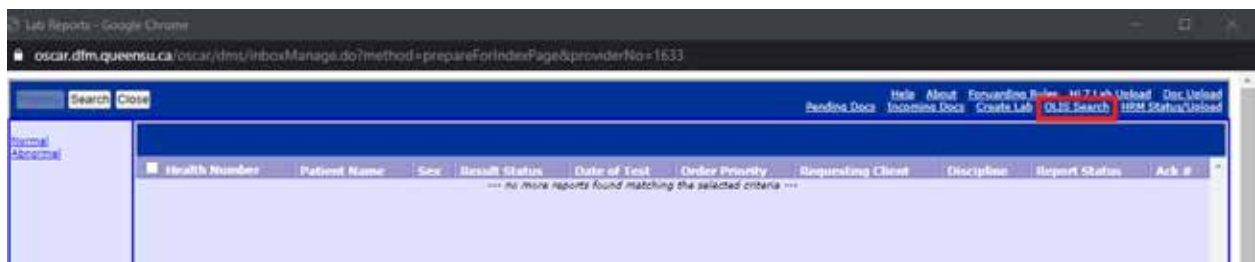 Lab Reports - Google Chrome
oscar.dfm.queensu.ca/oscar/dms/inboxManage.do?method=prepareForIndexPage&providerNo=1633
Search Close
Help About Forwarding Rules HL7 Lab Upload Doc Upload
Pending Docs Incoming Docs Create Lab OLIS Search HRM Status/Upload
Normal
Abnormal
Health Number Patient Name Sex Result Status Date of Test Order Priority Requesting Client Discipline Report Status Ack #
--- no more reports found matching the selected criteria ---